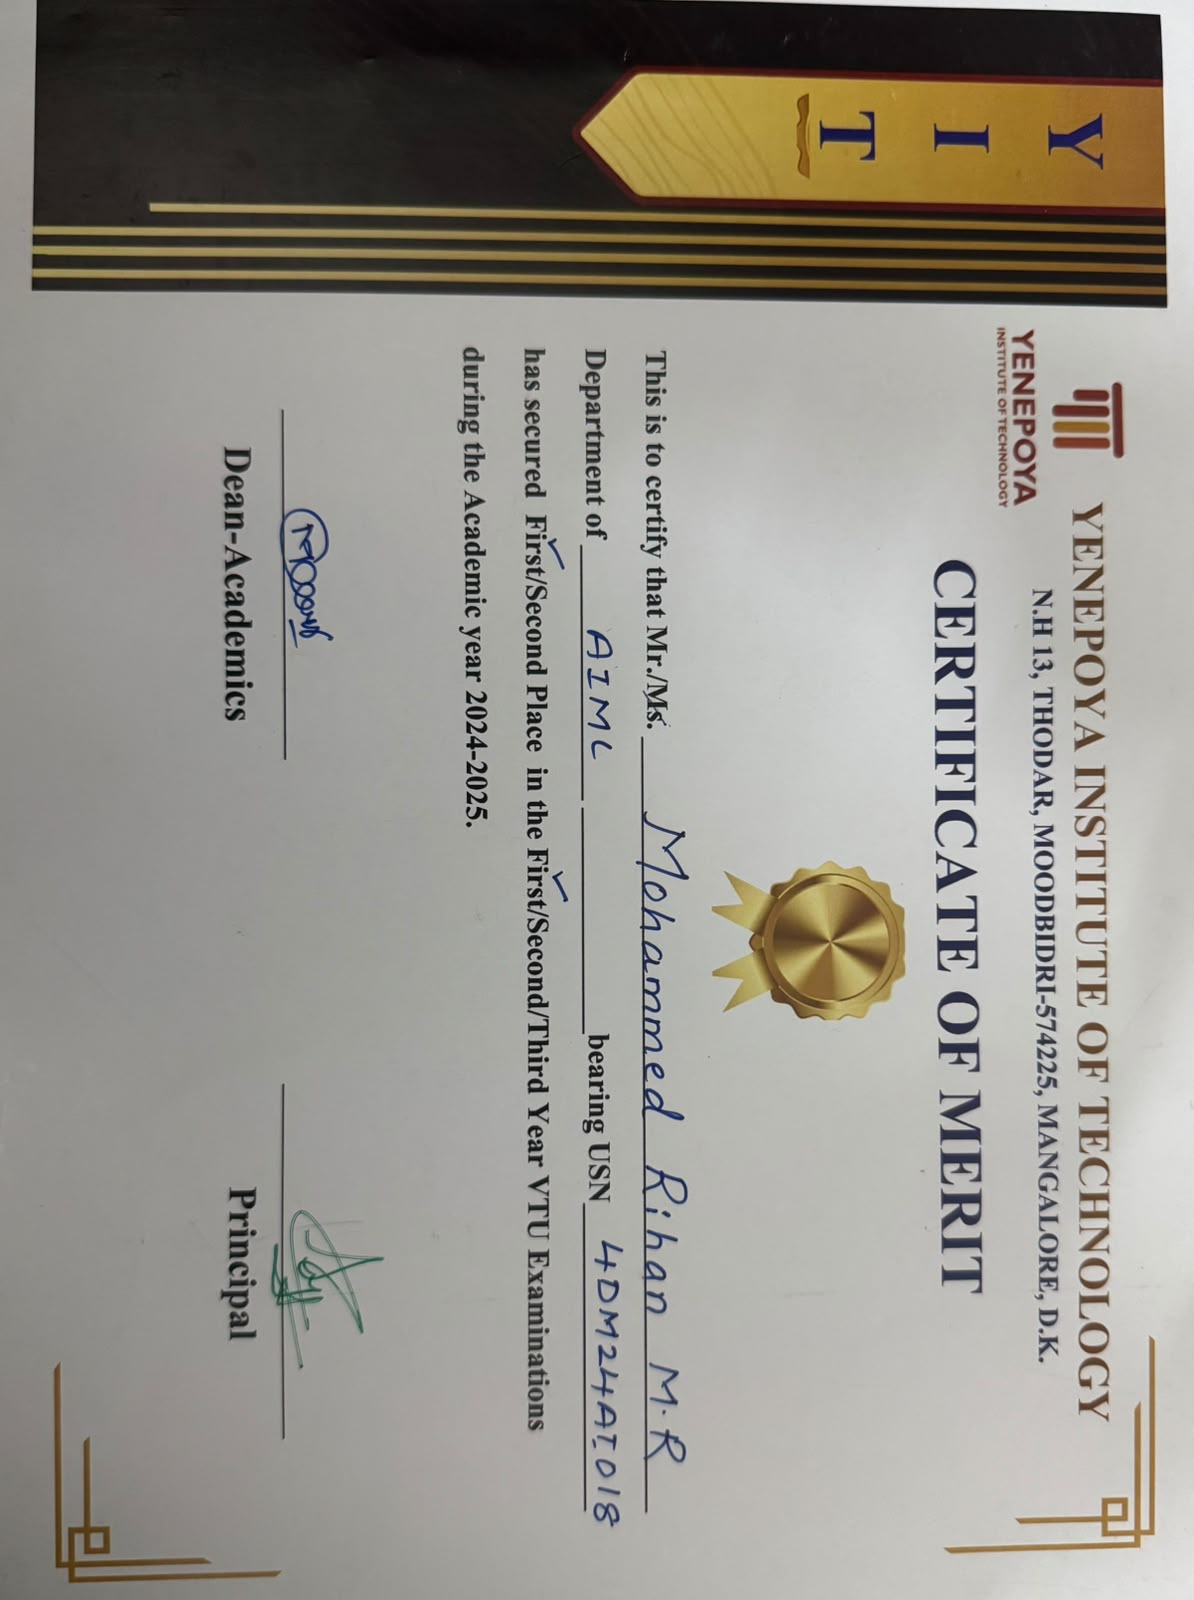 Y
I
T
YENEPOYA
INSTITUTE OF TECHNOLOGY
YENEPOYA INSTITUTE OF TECHNOLOGY
N.H 13, THODAR, MOODBIDRI-574225, MANGALORE, D.K.
CERTIFICATE OF MERIT
This is to certify that Mr./Ms. Mohammed Rihan M.R
Department of AIML bearing USN 4DM24AI018
has secured First/Second Place in the First/Second/Third Year VTU Examinations
during the Academic year 2024-2025.
Dean-Academics
Principal